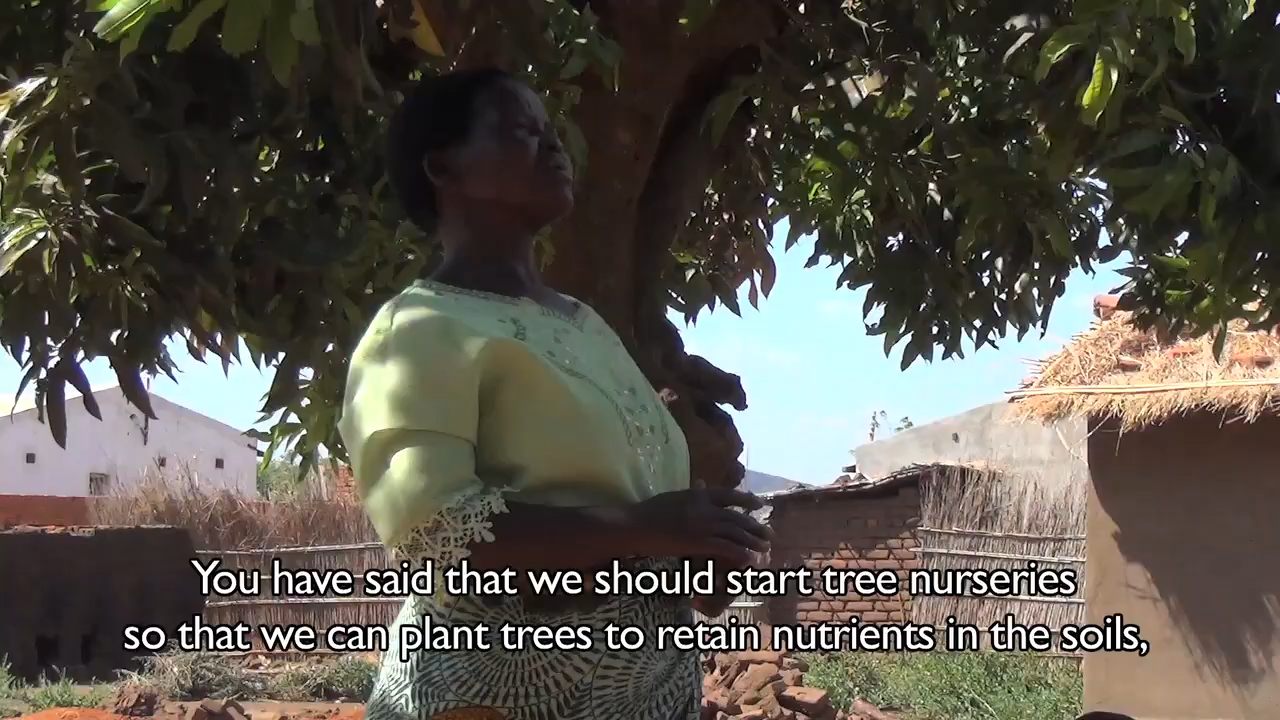 You have said that we should start tree nurseries
so that we can plant trees to retain nutrients in the soils,